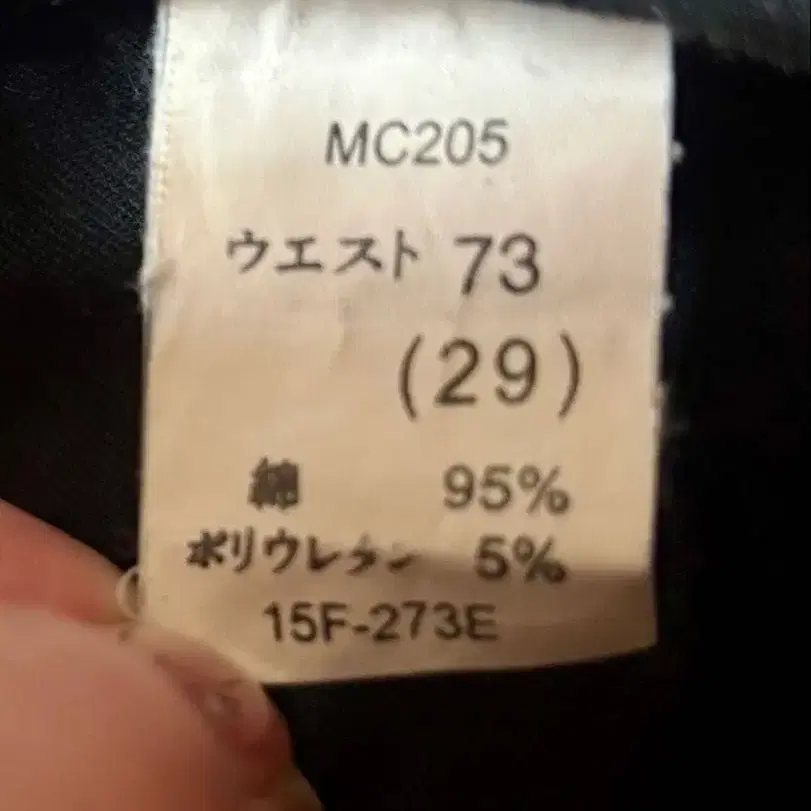 MC205
ウエスト 73
(29)
綿 95%
ポリウレタン 5%
15F-273E